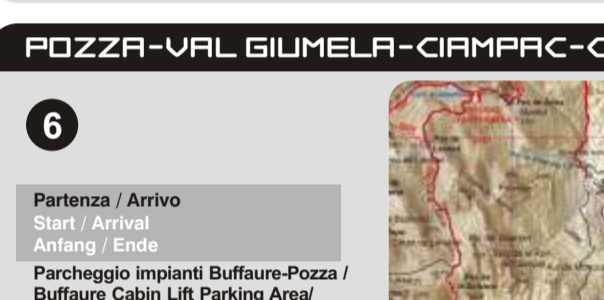 POZZA-VAL GIUMELA-CIAMPAC-C
6
Partenza / Arrivo
Start / Arrival
Anfang / Ende
Parcheggio impianti Buffaure-Pozza /
Buffaure Cabin Lift Parking Area/